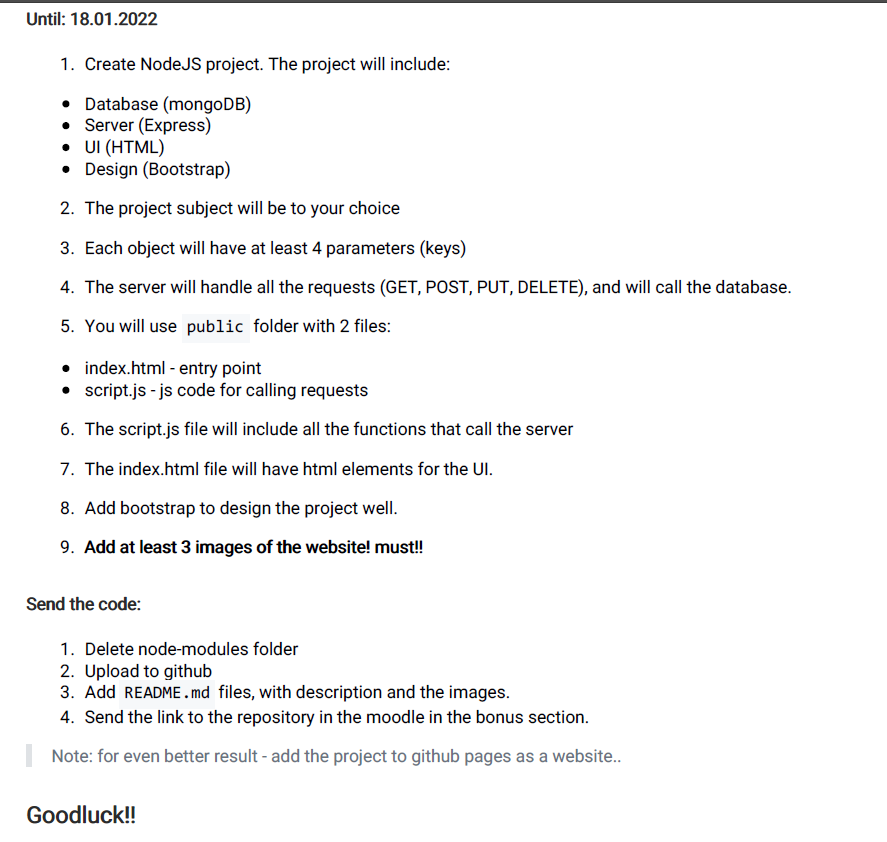 Until: 18.01.2022
1. Create NodeJS project. The project will include:
• Database (mongoDB)
• Server (Express)
• UI (HTML)
• Design (Bootstrap)
2. The project subject will be to your choice
3. Each object will have at least 4 parameters (keys)
4. The server will handle all the requests (GET, POST, PUT, DELETE), and will call the database.
5. You will use public folder with 2 files:
• index.html - entry point
• script.js - js code for calling requests
6. The script.js file will include all the functions that call the server
7. The index.html file will have html elements for the UI.
8. Add bootstrap to design the project well.
9. Add at least 3 images of the website! must!!
Send the code:
1. Delete node-modules folder
2. Upload to github
3. Add README.md files, with description and the images.
4. Send the link to the repository in the moodle in the bonus section.
Note: for even better result - add the project to github pages as a website..
Goodluck!!